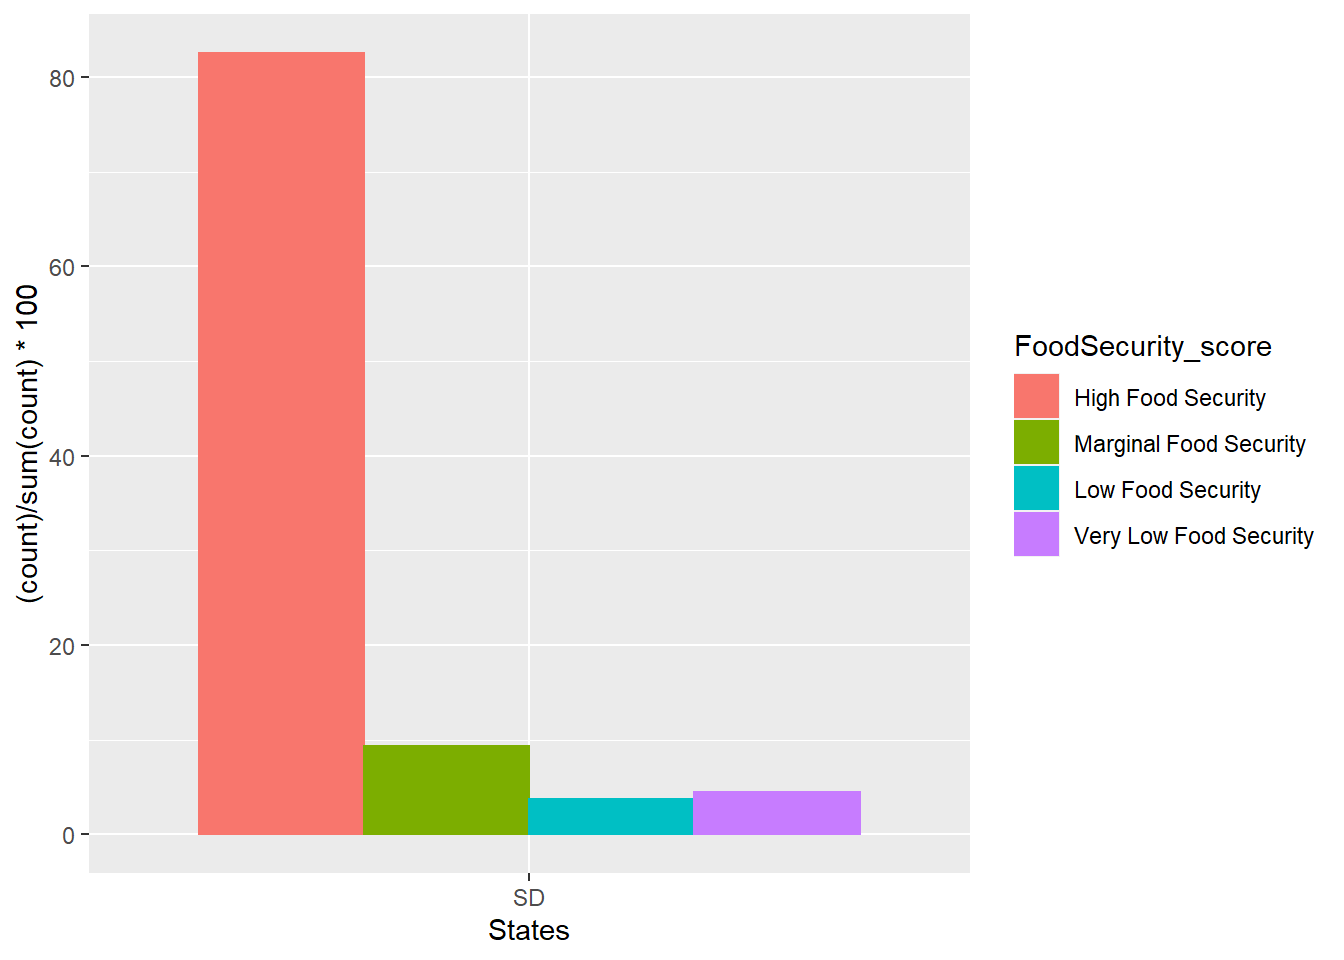 (count)/sum(count) * 100
80
60
40
20
0
SD
States
FoodSecurity_score
High Food Security
Marginal Food Security
Low Food Security
Very Low Food Security